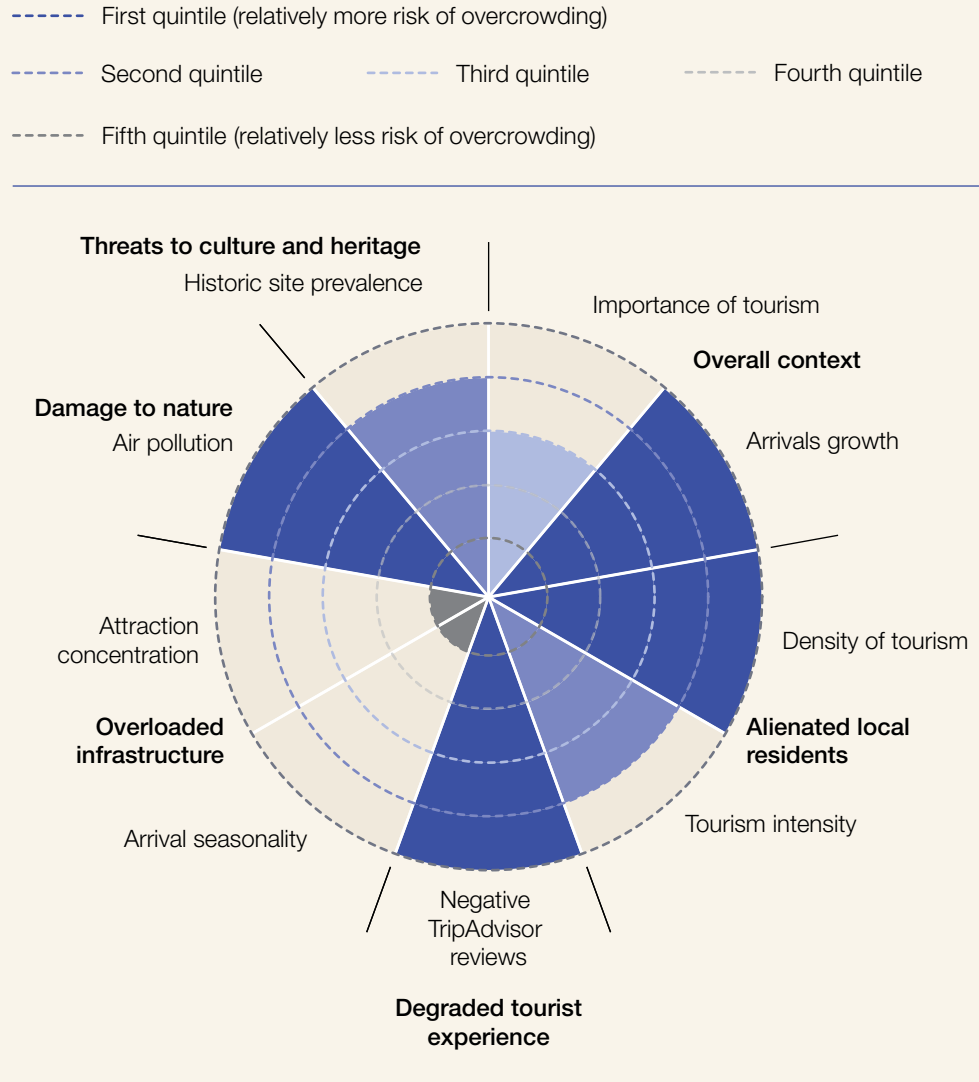 First quintile (relatively more risk of overcrowding)
Second quintile
Third quintile
Fourth quintile
Fifth quintile (relatively less risk of overcrowding)
Threats to culture and heritage
Historic site prevalence
Importance of tourism
Overall context
Arrivals growth
Damage to nature
Air pollution
Attraction
concentration
Density of tourism
Overloaded
infrastructure
Alienated local
residents
Arrival seasonality
Tourism intensity
Negative
TripAdvisor
reviews
Degraded tourist
experience